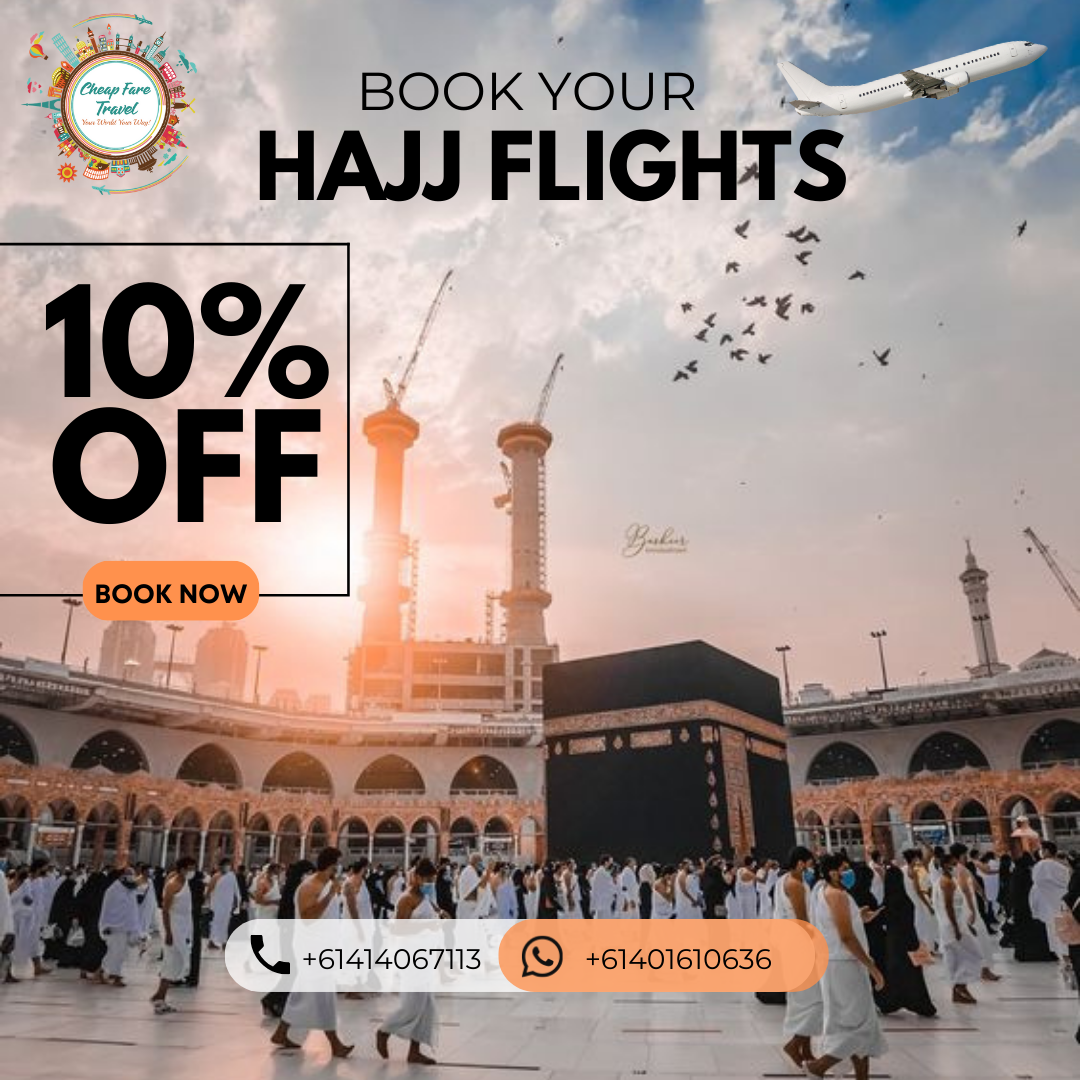 Cheap Fare
Travel
Your World Your Way!
BOOK YOUR
HAJJ FLIGHTS
10%
OFF
BOOK NOW
+61414067113
+61401610636